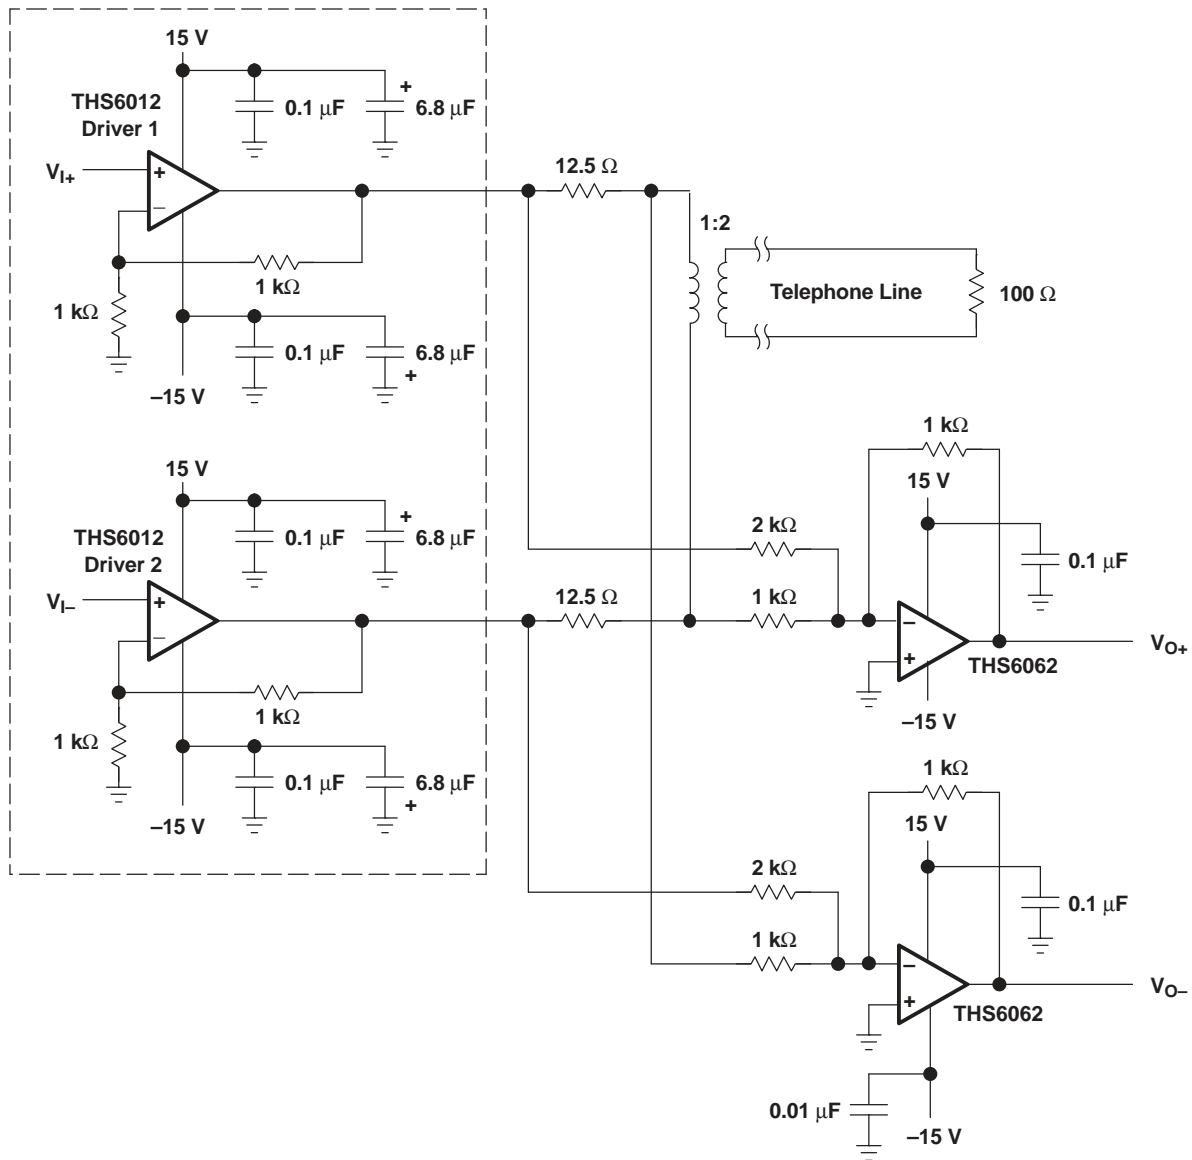 15 V
THS6012
Driver 1
0.1 µF
+
6.8 µF
VI+
+
–
1 kΩ
1 kΩ
0.1 µF
6.8 µF
+
–15 V
12.5 Ω
1:2
Telephone Line
100 Ω
15 V
THS6012
Driver 2
0.1 µF
+
6.8 µF
VI–
+
–
1 kΩ
1 kΩ
0.1 µF
6.8 µF
+
–15 V
12.5 Ω
1 kΩ
15 V
2 kΩ
0.1 µF
1 kΩ
–
+
THS6062
VO+
–15 V
1 kΩ
15 V
2 kΩ
0.1 µF
1 kΩ
–
+
THS6062
VO–
0.01 µF
–15 V